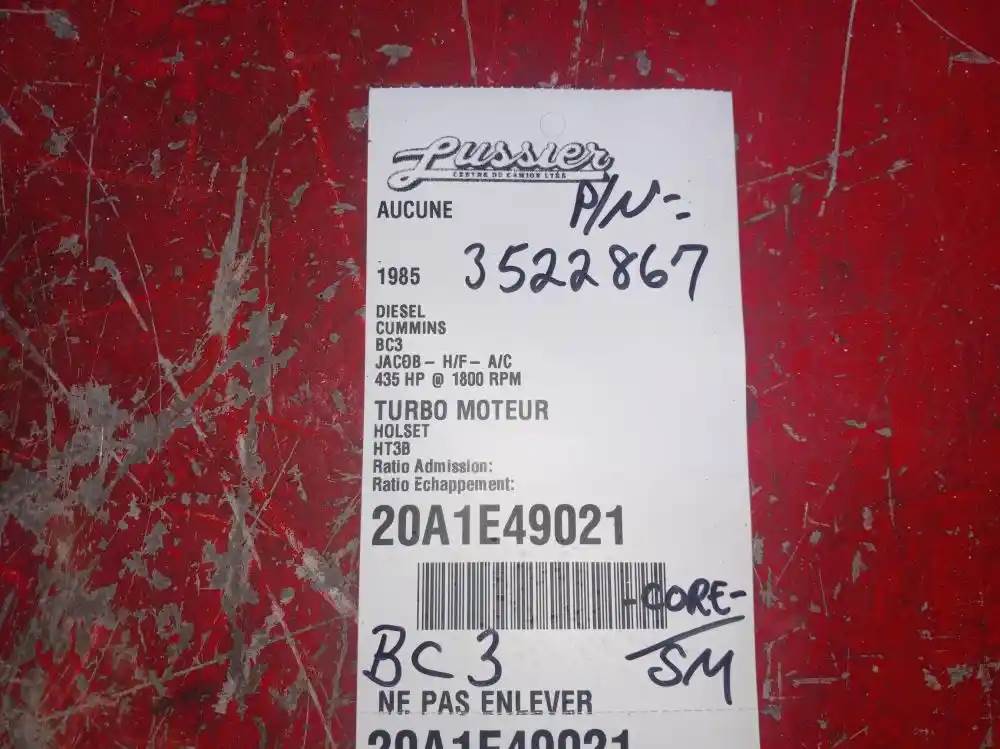 Lussier
CENTRE DU CAMION LTÉE
AUCUNE
P/N-:
1985
3522867
DIESEL
CUMMINS
BC3
JACOB - H/F - A/C
435 HP @ 1800 RPM
TURBO MOTEUR
HOLSET
HT3B
Ratio Admission:
Ratio Echappement:
20A1E49021
-CORE-
BC3
SM
NE PAS ENLEVER
20A1E49021